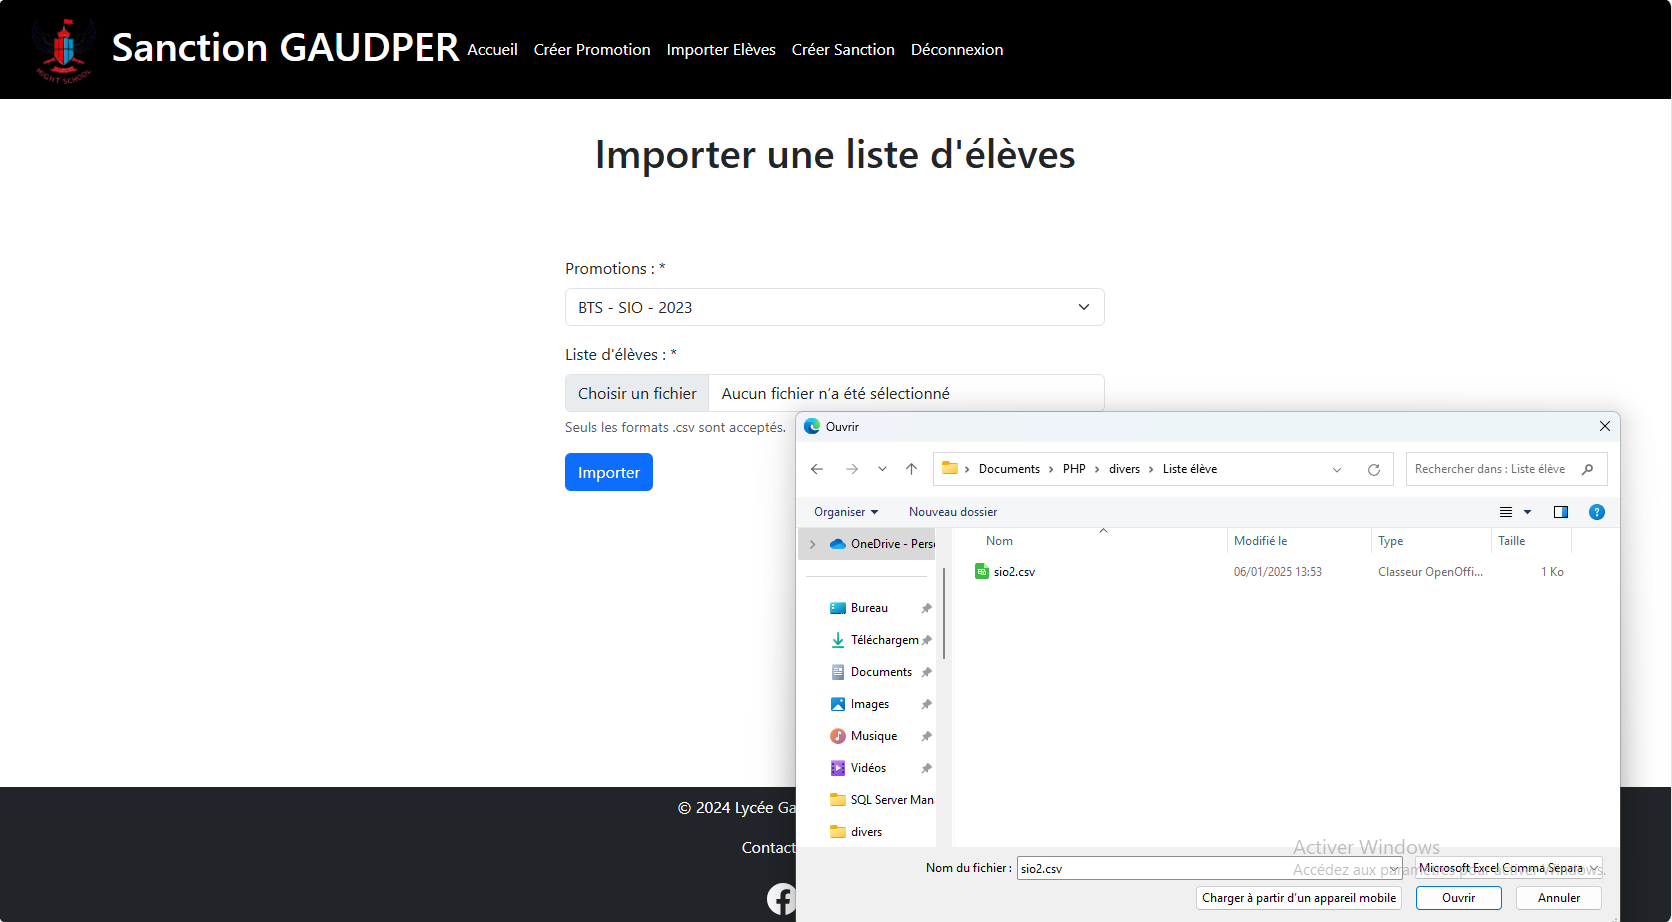 NIGHT SCHOOL
Sanction GAUDPER Accueil Créer Promotion Importer Elèves Créer Sanction Déconnexion
Importer une liste d'élèves
Promotions : *
BTS - SIO - 2023
Liste d'élèves : *
Choisir un fichier Aucun fichier n'a été sélectionné
Seuls les formats .csv sont acceptés.
Importer
Ouvrir
Documents > PHP > divers > Liste élève
Rechercher dans : Liste élève
Organiser Nouveau dossier
OneDrive - Pers
Nom Modifié le Type Taille
sio2.csv 06/01/2025 13:53 Classeur OpenOffi... 1 Ko
Bureau
Téléchargem
Documents
Images
Musique
Vidéos
SQL Server Man
divers
Nom du fichier : sio2.csv Microsoft Excel Comma Separa
Charger à partir d'un appareil mobile Ouvrir Annuler
Activer Windows
Accédez aux paramètres pour activer Windows.
© 2024 Lycée Ga
Contact